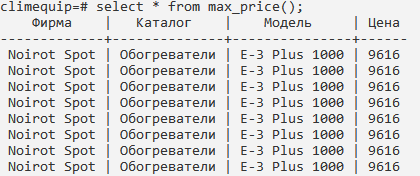 climequip=# select * from max_price();
Фирма | Каталог | Модель | Цена
-------------+--------------+----------------+------
Noirot Spot | Обогреватели | E-3 Plus 1000 | 9616
Noirot Spot | Обогреватели | E-3 Plus 1000 | 9616
Noirot Spot | Обогреватели | E-3 Plus 1000 | 9616
Noirot Spot | Обогреватели | E-3 Plus 1000 | 9616
Noirot Spot | Обогреватели | E-3 Plus 1000 | 9616
Noirot Spot | Обогреватели | E-3 Plus 1000 | 9616
Noirot Spot | Обогреватели | E-3 Plus 1000 | 9616
Noirot Spot | Обогреватели | E-3 Plus 1000 | 9616